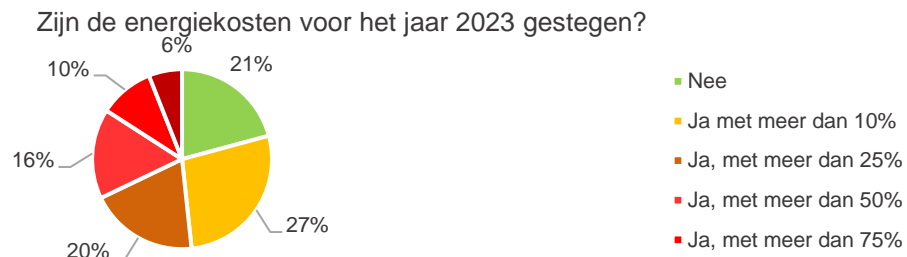 Zijn de energiekosten voor het jaar 2023 gestegen?
6%
21%
10%
16%
27%
20%
Nee
Ja met meer dan 10%
Ja, met meer dan 25%
Ja, met meer dan 50%
Ja, met meer dan 75%